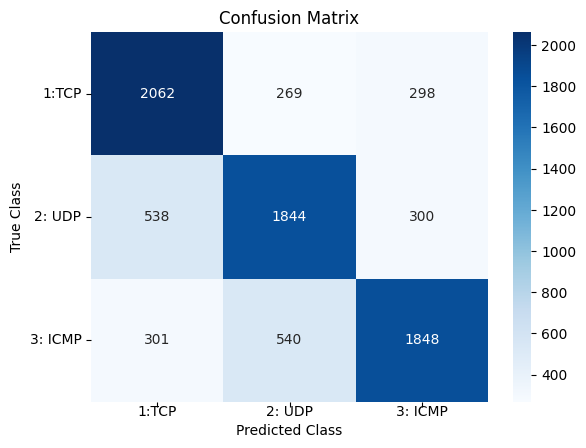 Confusion Matrix
True Class
1:TCP
2062 269 298
2: UDP
538 1844 300
3: ICMP
301 540 1848
1:TCP 2: UDP 3: ICMP
Predicted Class
2000
1800
1600
1400
1200
1000
800
600
400